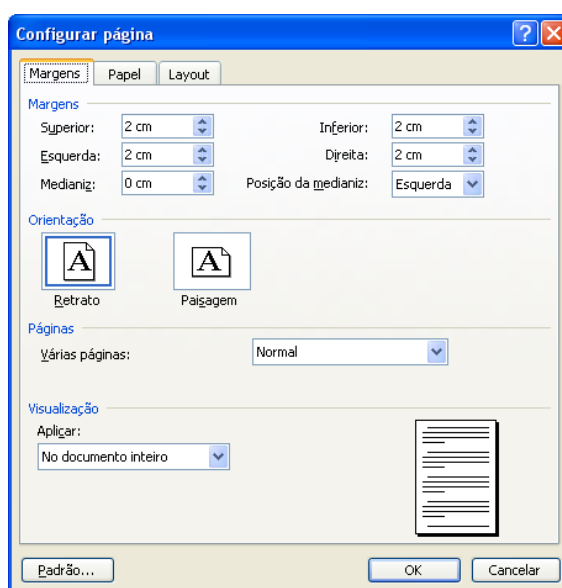 Configurar página
Margens Papel Layout
Margens
Superior: 2 cm Inferior: 2 cm
Esquerda: 2 cm Direita: 2 cm
Medianiz: 0 cm Posição da medianiz: Esquerda
Orientação
A A
Retrato Paisagem
Páginas
Várias páginas: Normal
Visualização
Aplicar:
No documento inteiro
Padrão... OK Cancelar